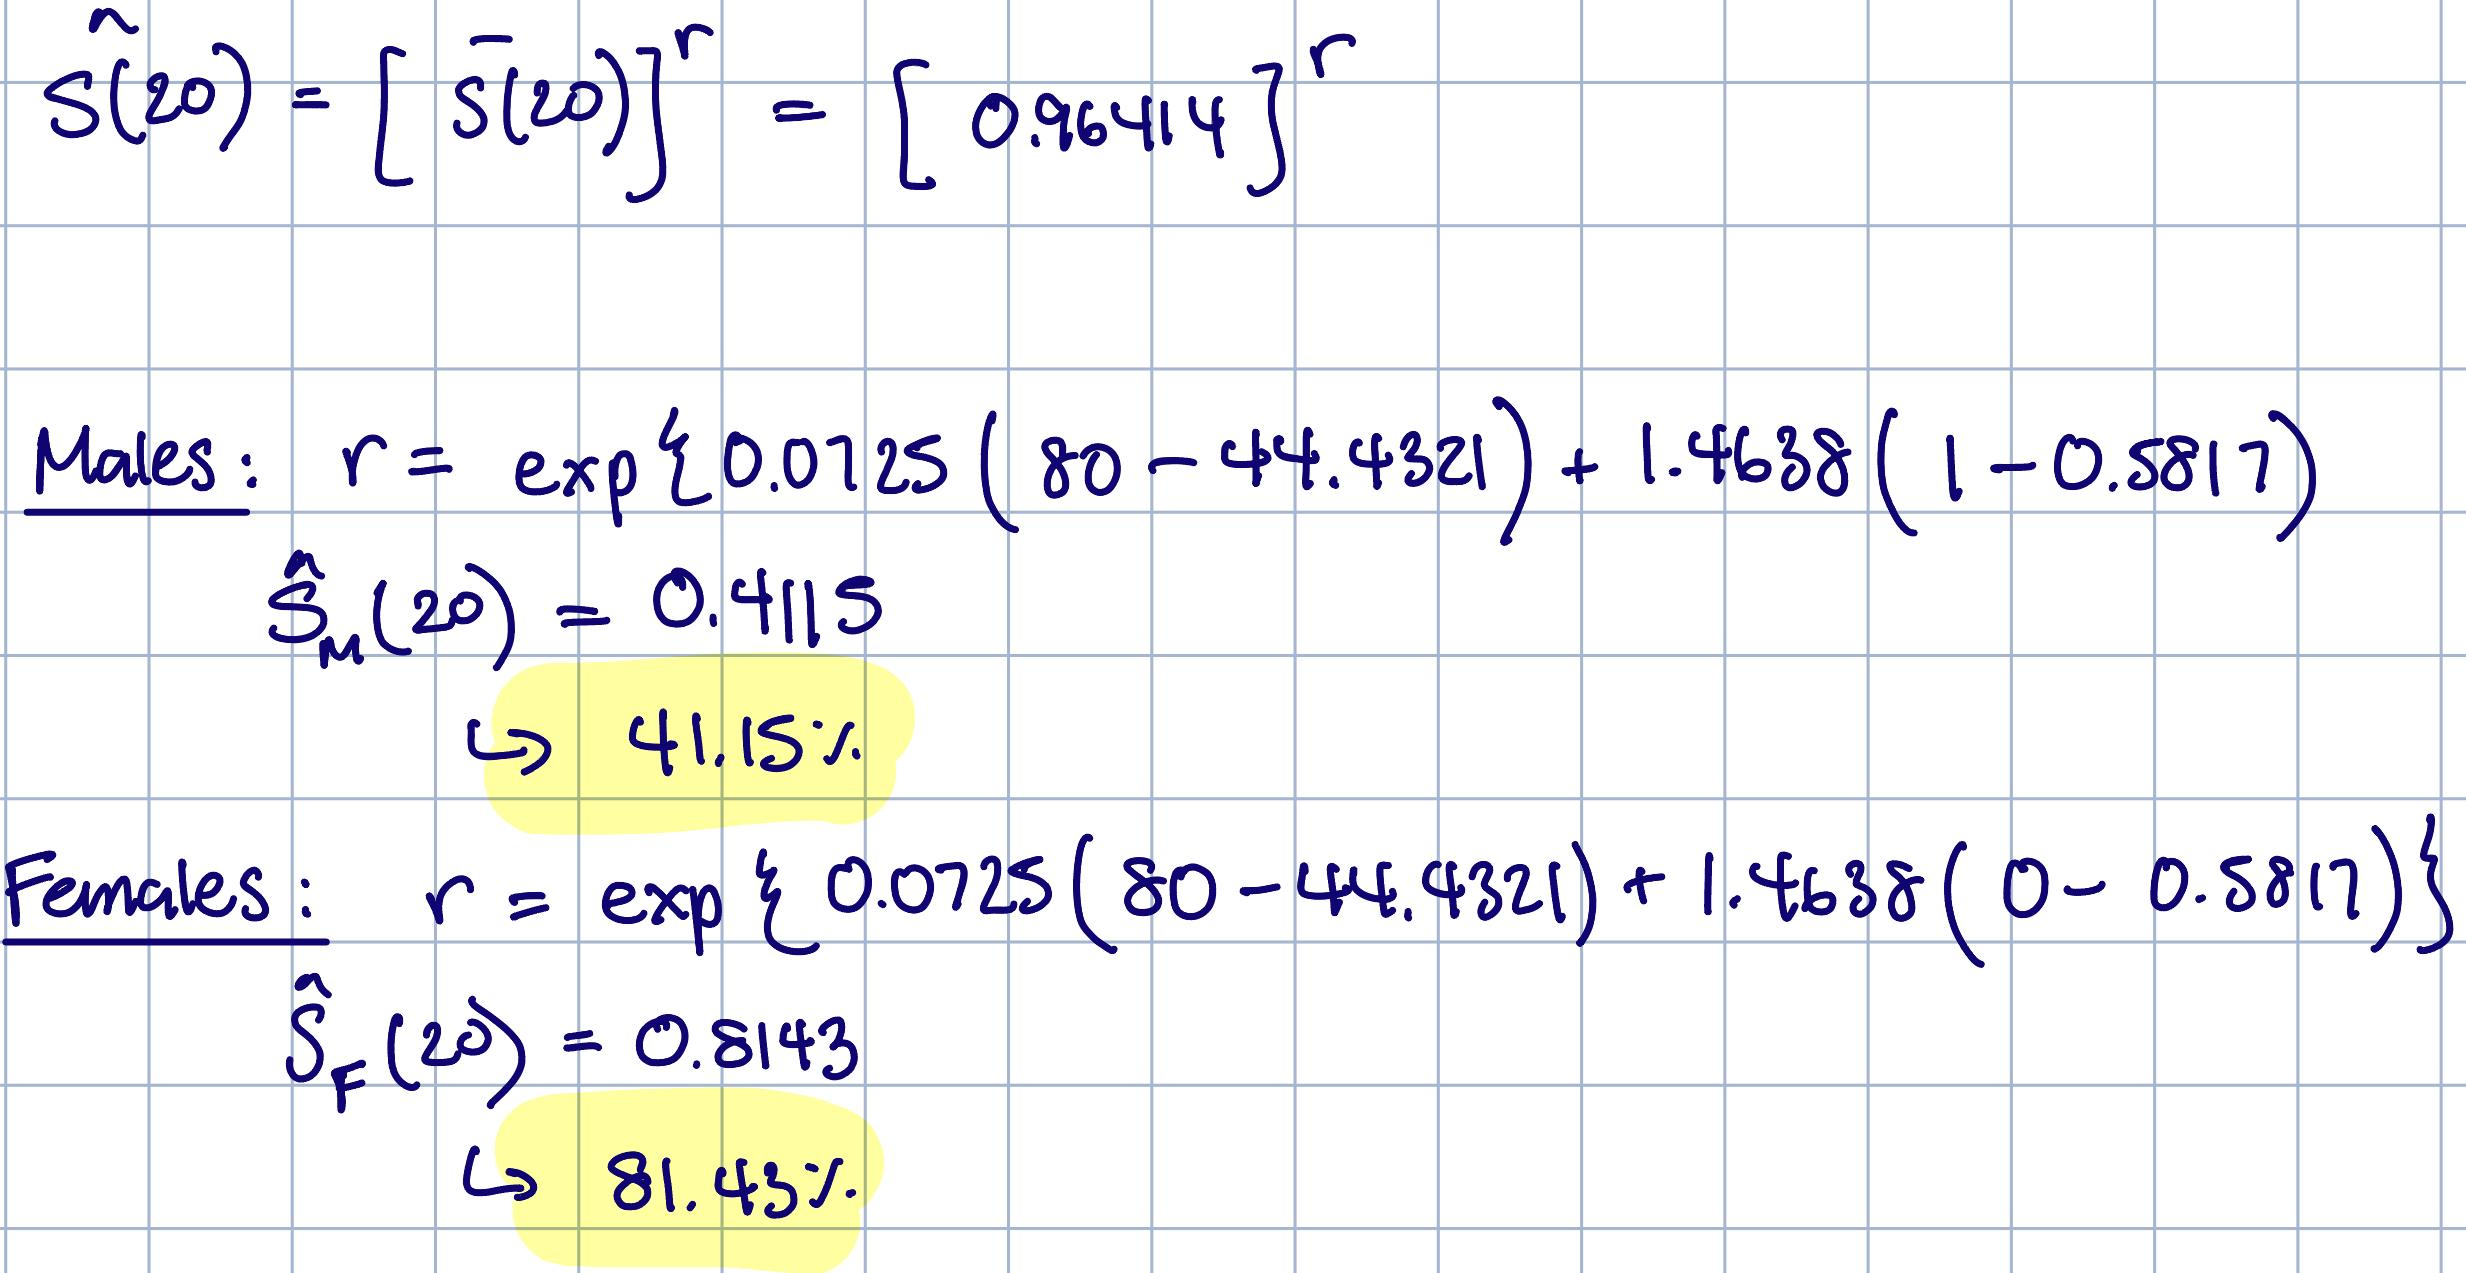 Ŝ(20) = [ S̄(20)]^r = [ 0.96414]^r
Males: r = exp{0.0725( 80 - 44.4321) + 1.4638( 1 - 0.5817)
Ŝ_M(20) = 0.4115
↪ 41.15%
Females: r = exp{ 0.0725( 80 - 44.4321) + 1.4638( 0 - 0.5817)}
Ŝ_F(20) = 0.8143
↪ 81.43%